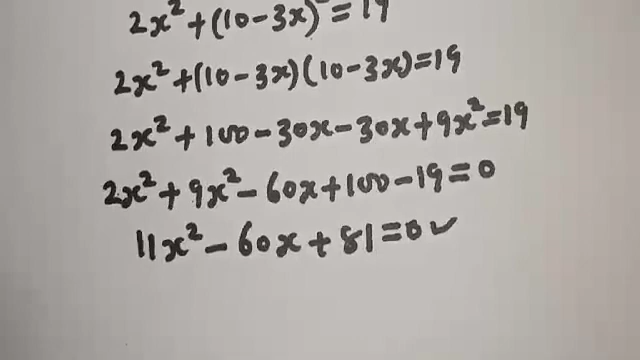 2x² + (10 - 3x)² = 19
2x² + (10 - 3x)(10 - 3x) = 19
2x² + 100 - 30x - 30x + 9x² = 19
2x² + 9x² - 60x + 100 - 19 = 0
11x² - 60x + 81 = 0 ✓